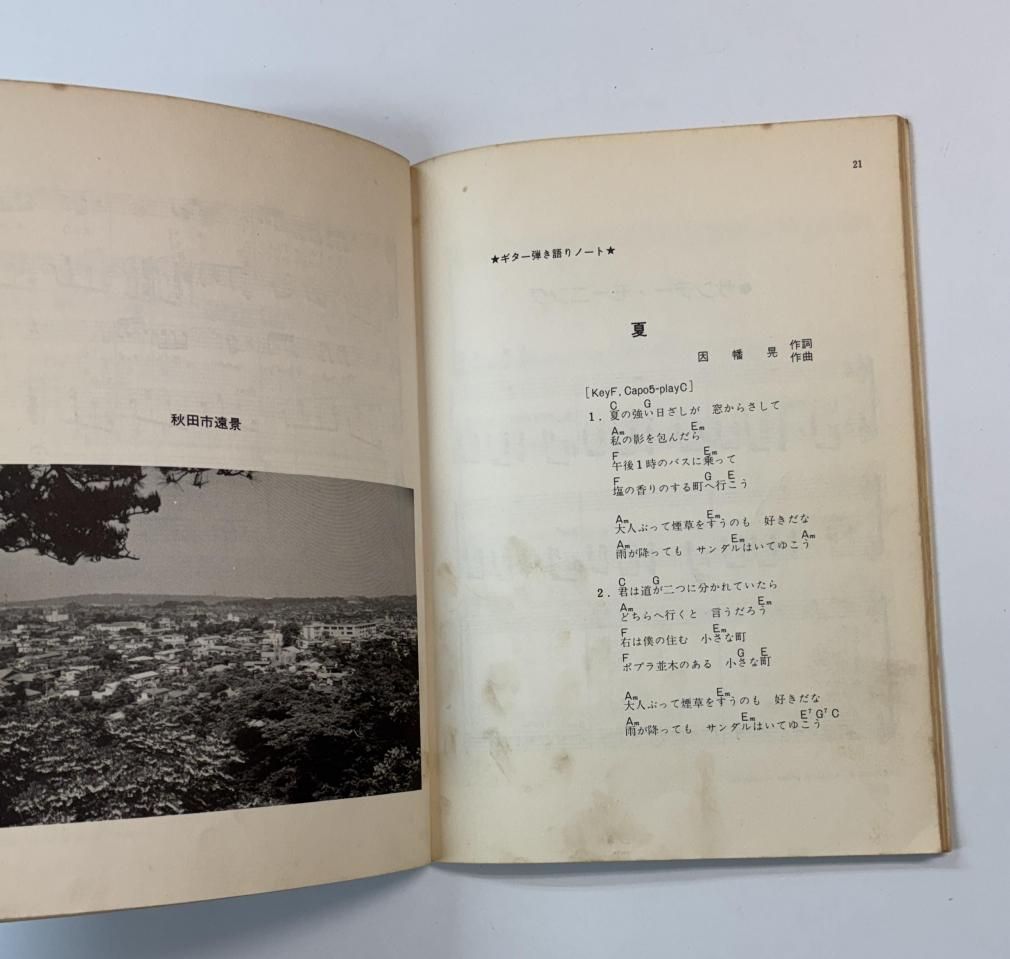 秋田市遠景
21
★ギター弾き語りノート★
夏
因幡晃 作詞
作曲
[KeyF, Capo5-playC]
C G
1. 夏の強い日ざしが 窓からさして
Am Em
私の影を包んだら
F Em
午後1時のバスに乗って
F G E
塩の香りのする町へ行こう
Am Em
大人ぶって煙草をすうのも 好きだな
Am Em Am
雨が降っても サンダルはいてゆこう
C G
2. 君は道が二つに分かれていたら
Am Em
どちらへ行くと 言うだろう
F Em
右は僕の住む 小さな町
F G E
ポプラ並木のある 小さな町
Am Em
大人ぶって煙草をすうのも 好きだな
Am Em E7 G7 C
雨が降っても サンダルはいてゆこう